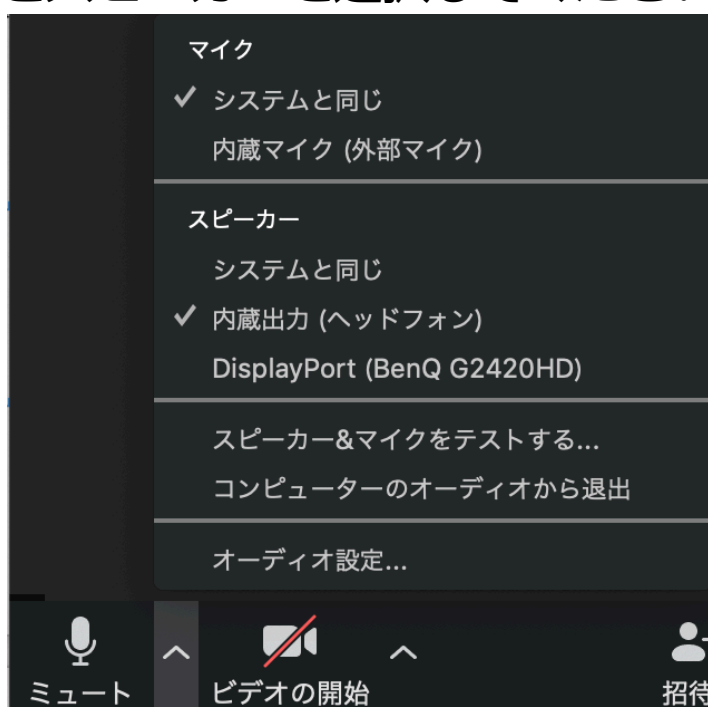 マイク
システムと同じ
内蔵マイク (外部マイク)
スピーカー
システムと同じ
内蔵出力 (ヘッドフォン)
DisplayPort (BenQ G2420HD)
スピーカー&マイクをテストする...
コンピューターのオーディオから退出
オーディオ設定...
ミュート
ビデオの開始
招待